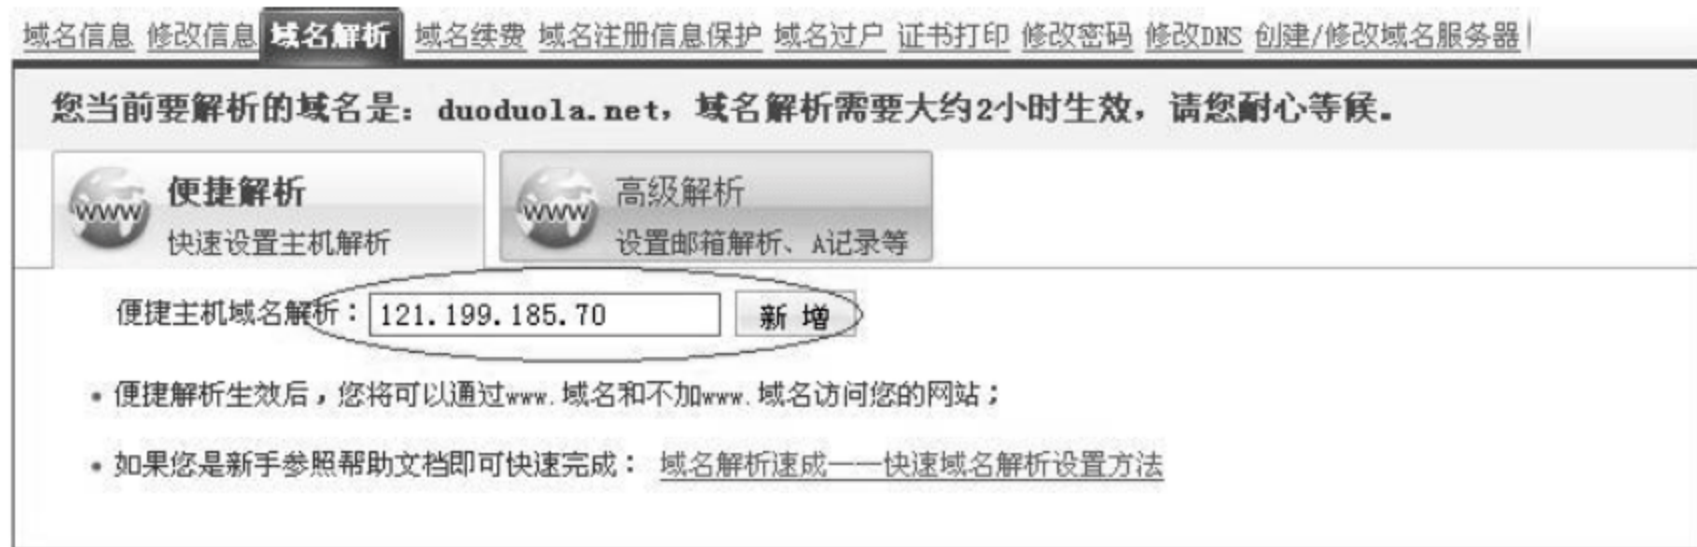 域名信息 修改信息 域名解析 域名续费 域名注册信息保护 域名过户 证书打印 修改密码 修改DNS 创建/修改域名服务器
您当前要解析的域名是：duoduola.net，域名解析需要大约2小时生效，请您耐心等候。
www 便捷解析
快速设置主机解析
www 高级解析
设置邮箱解析、A记录等
便捷主机域名解析：121.199.185.70 新 增
• 便捷解析生效后，您将可以通过www.域名和不加www.域名访问您的网站；
• 如果您是新手参照帮助文档即可快速完成： 域名解析速成——快速域名解析设置方法